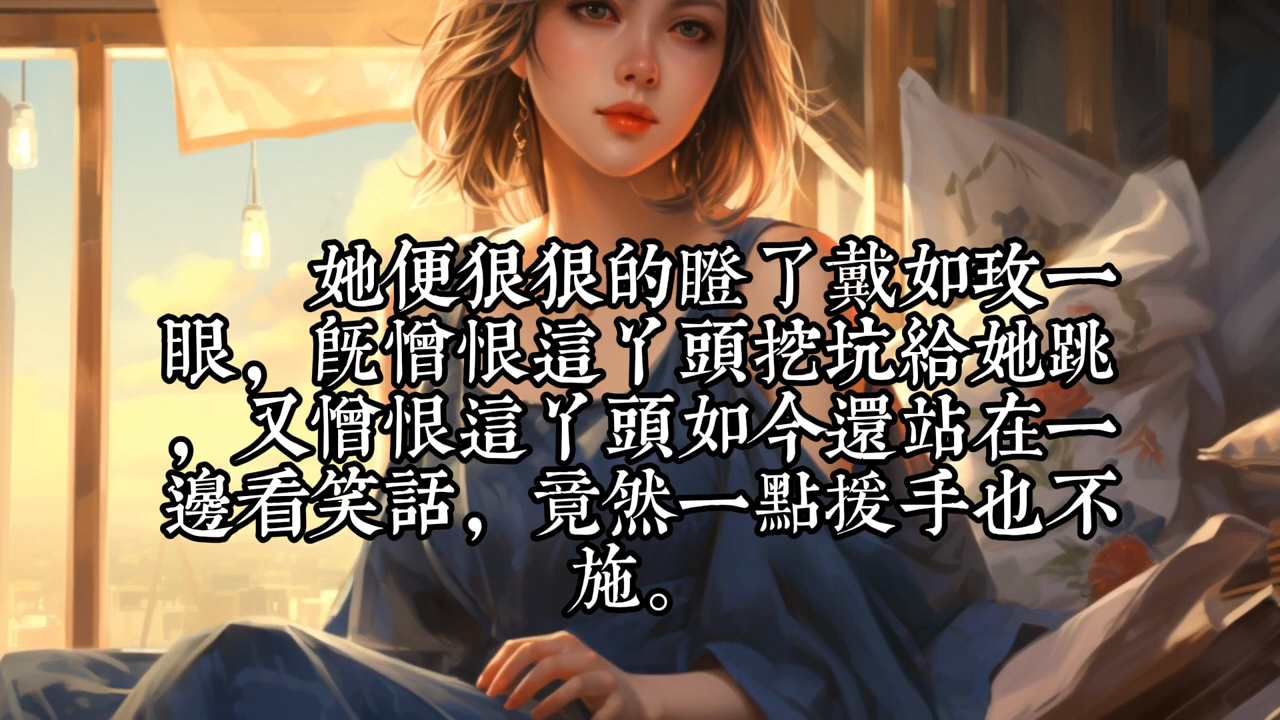 她便狠狠的瞪了戴如玫一
眼，既憎恨這丫頭挖坑給她跳
，又憎恨這丫頭如今還站在一
邊看笑話，竟然一點援手也不
施。